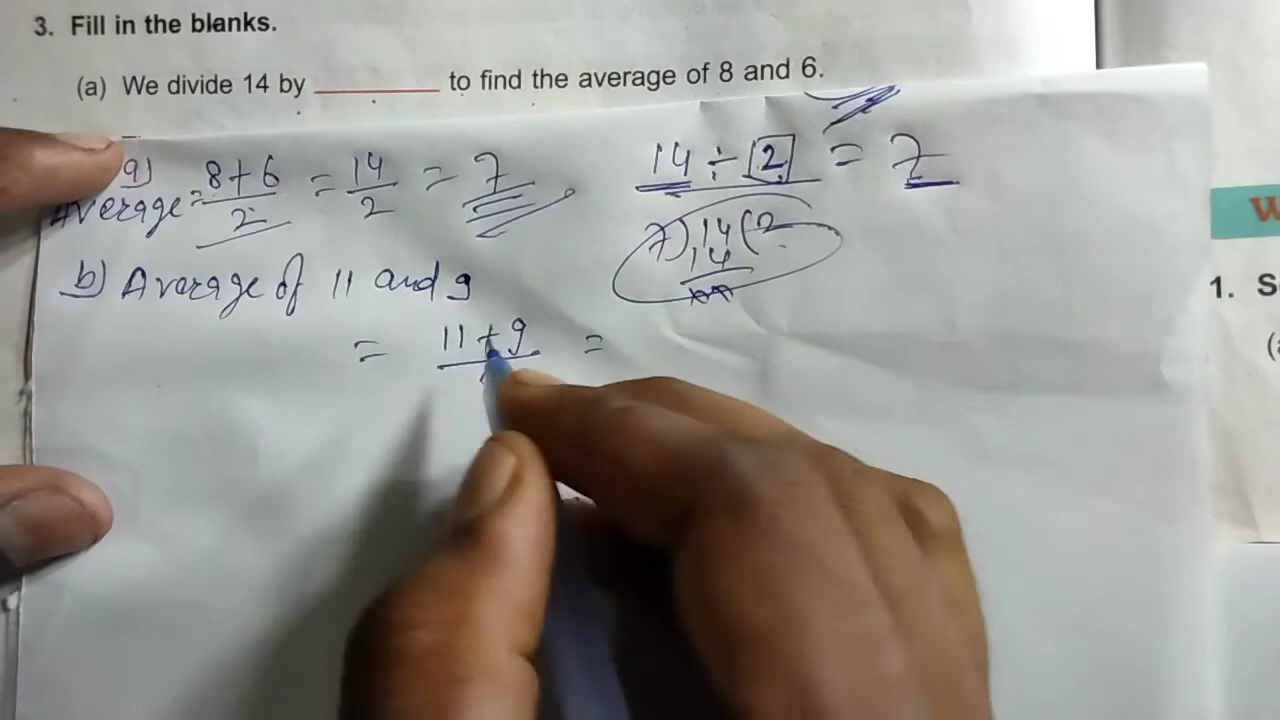 3. Fill in the blanks.
(a) We divide 14 by ________ to find the average of 8 and 6.
a)
Average = 8+6/2 = 14/2 = 7
14 ÷ 2 = 7
7)14(2
14
b) Average of 11 and 9
= 11+9/ =
1.